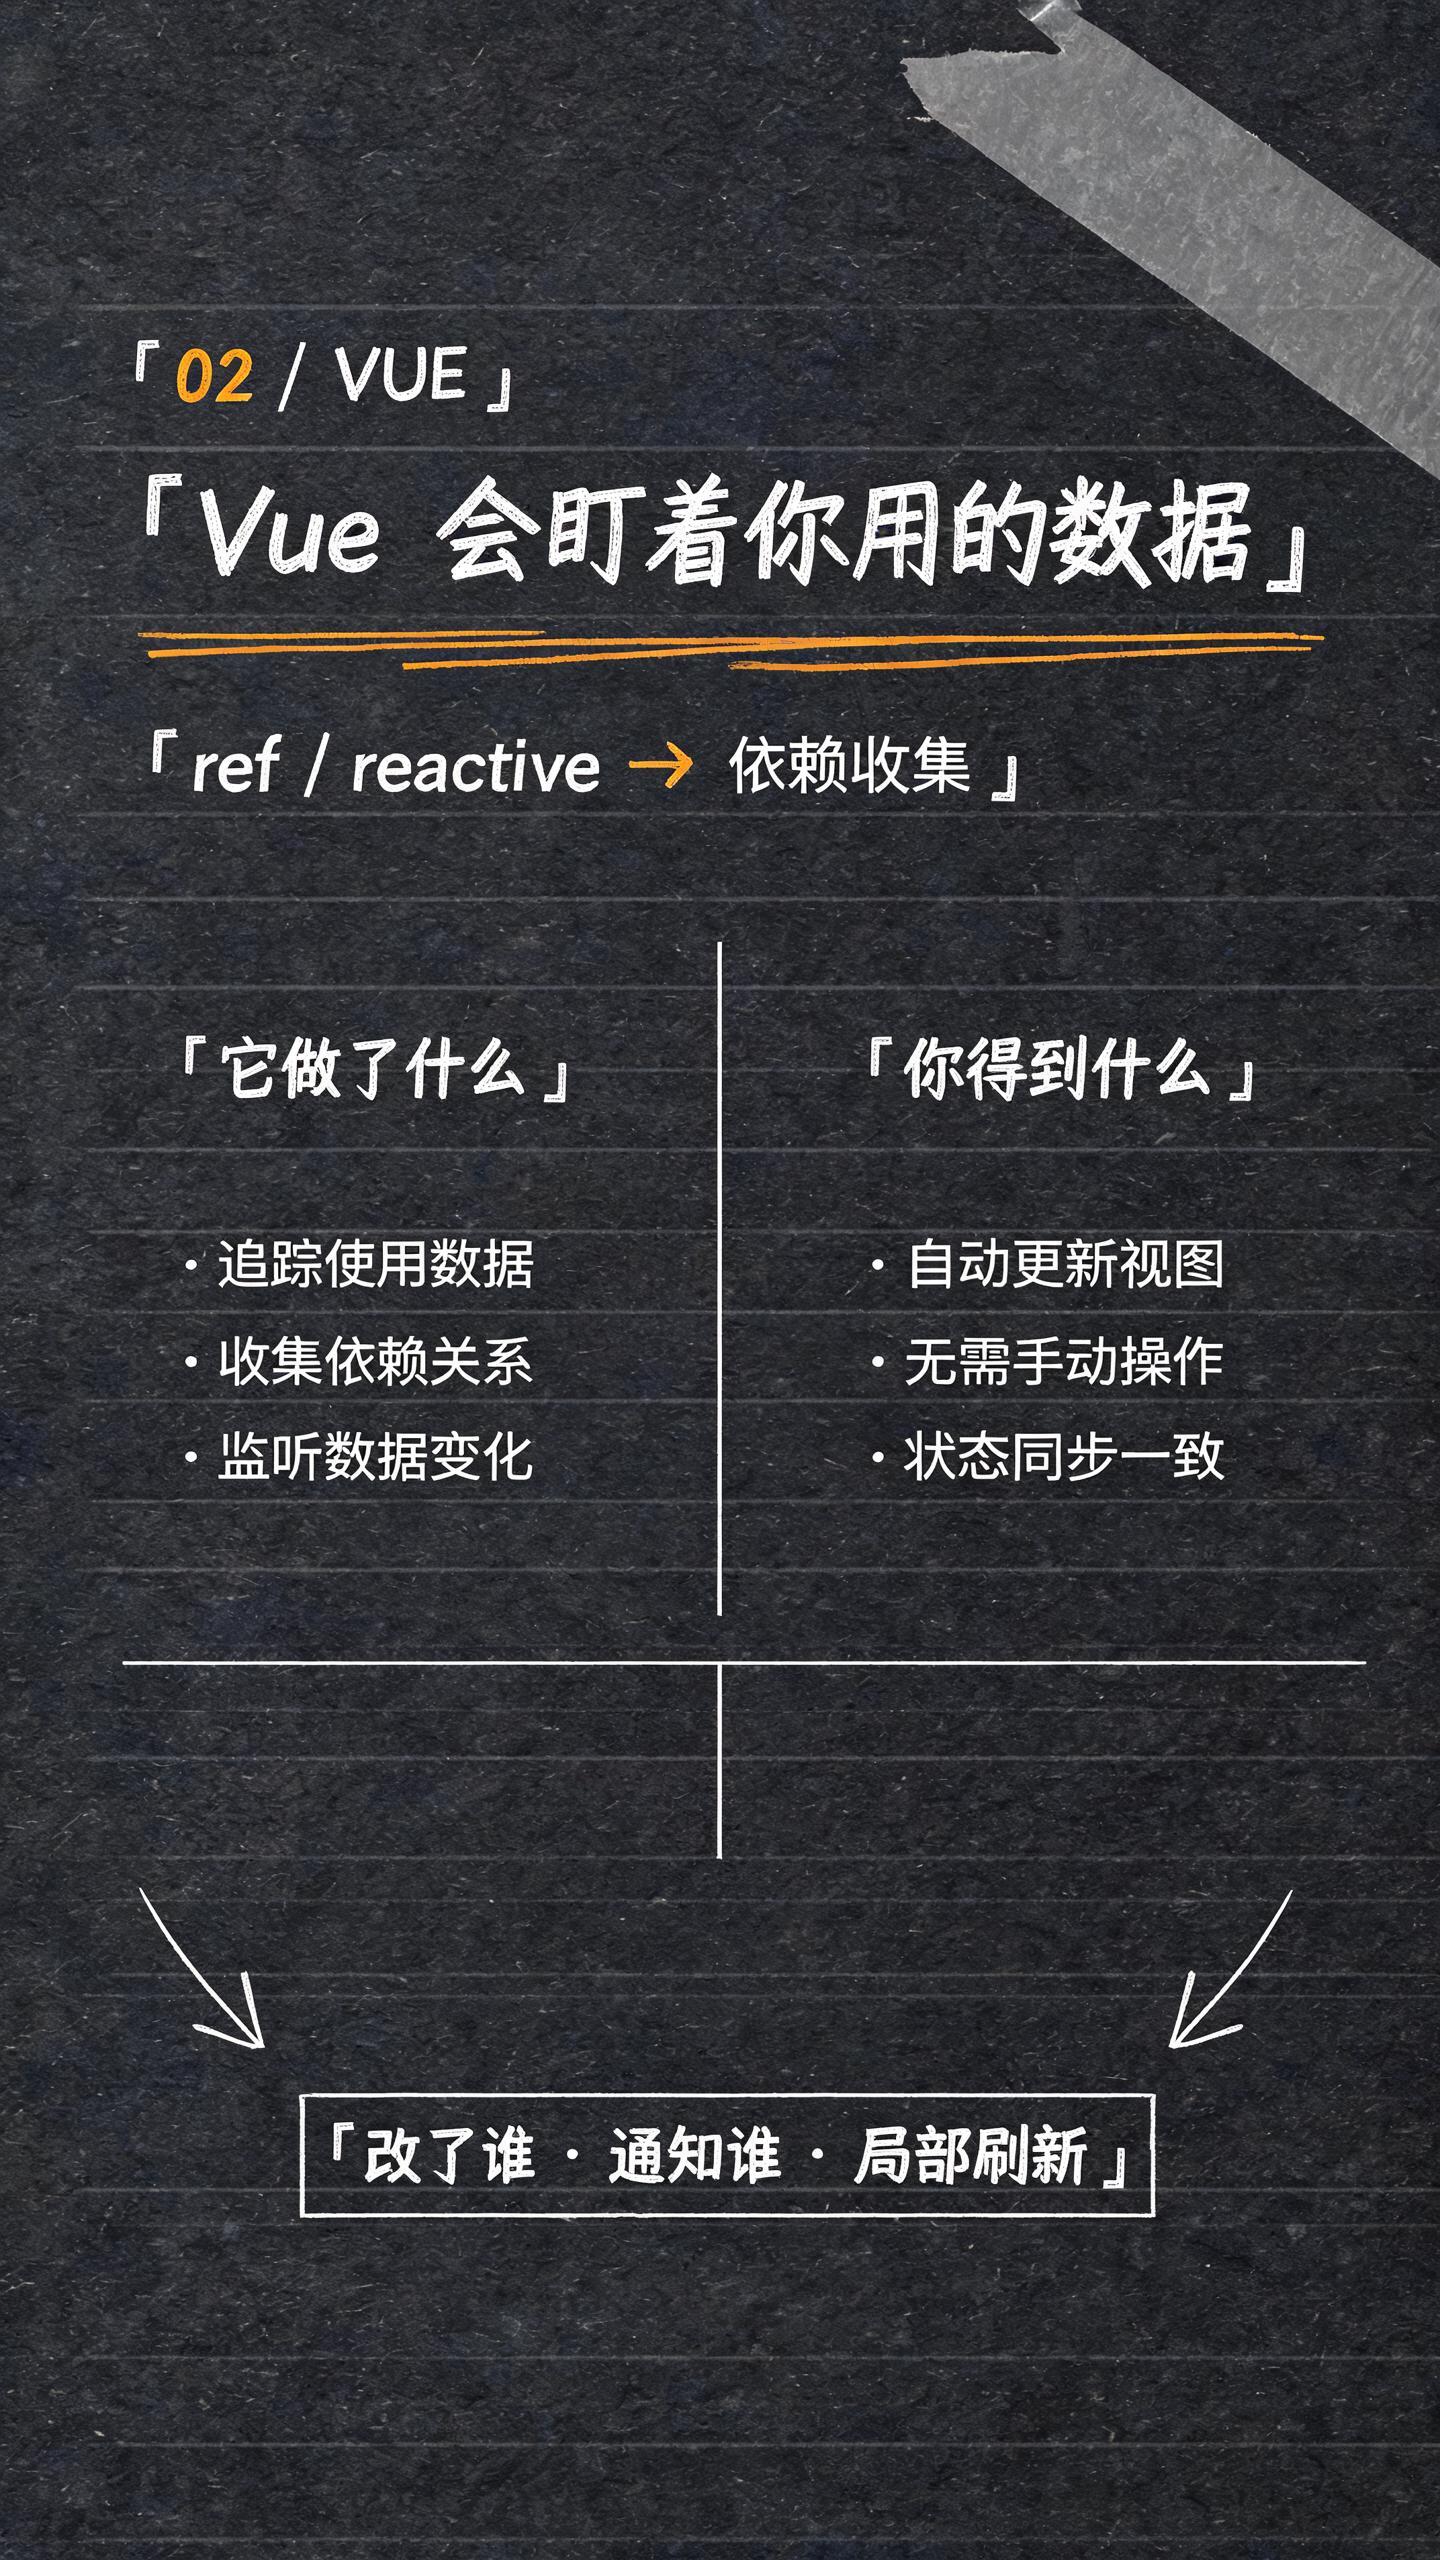 「02 / VUE」
「Vue 会盯着你用的数据」
「ref / reactive → 依赖收集」
「它做了什么」
· 追踪使用数据
· 收集依赖关系
· 监听数据变化
「你得到什么」
· 自动更新视图
· 无需手动操作
· 状态同步一致
「改了谁 · 通知谁 · 局部刷新」